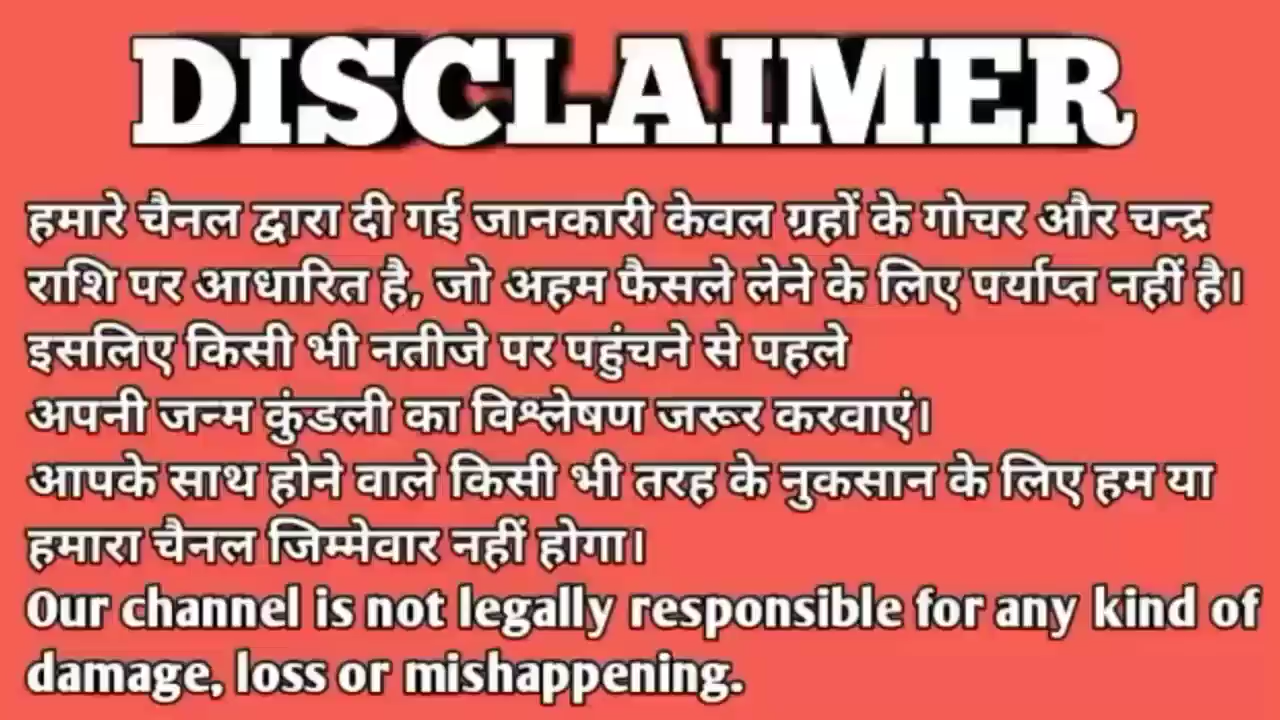 DISCLAIMER
हमारे चैनल द्वारा दी गई जानकारी केवल ग्रहों के गोचर और चन्द्र
राशि पर आधारित है, जो अहम फैसले लेने के लिए पर्याप्त नहीं है।
इसलिए किसी भी नतीजे पर पहुंचने से पहले
अपनी जन्म कुंडली का विश्लेषण जरूर करवाएं।
आपके साथ होने वाले किसी भी तरह के नुकसान के लिए हम या
हमारा चैनल जिम्मेवार नहीं होगा।
Our channel is not legally responsible for any kind of
damage, loss or mishappening.